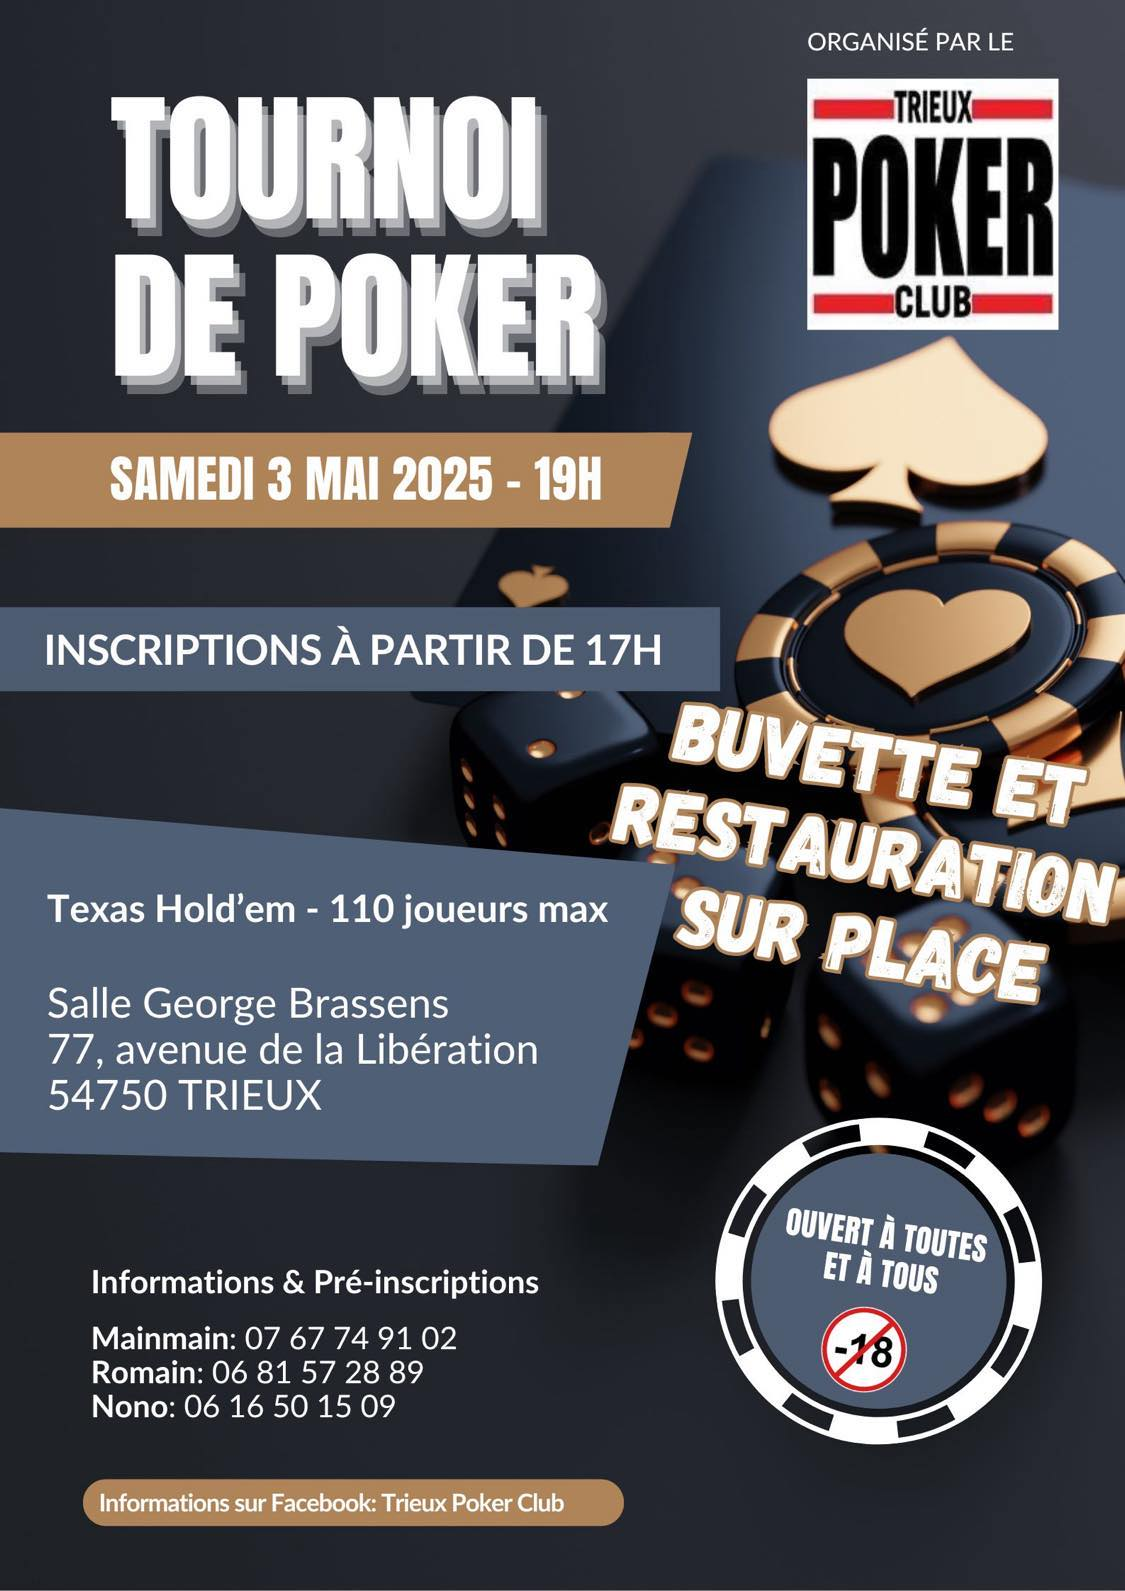 ORGANISÉ PAR LE
TRIEUX
POKER
CLUB
TOURNOI
DE POKER
SAMEDI 3 MAI 2025 - 19H
INSCRIPTIONS À PARTIR DE 17H
BUVETTE ET
RESTAURATION
SUR PLACE
Texas Hold’em - 110 joueurs max
Salle George Brassens
77, avenue de la Libération
54750 TRIEUX
OUVERT À TOUTES
ET À TOUS
-18
Informations & Pré-inscriptions
Mainmain: 07 67 74 91 02
Romain: 06 81 57 28 89
Nono: 06 16 50 15 09
Informations sur Facebook: Trieux Poker Club